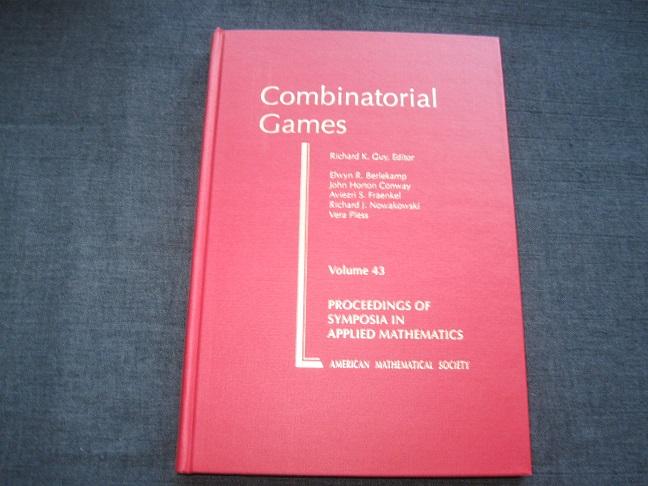 Combinatorial
Games
Richard K. Guy, Editor
Elwyn R. Berlekamp
John Horton Conway
Aviezri S. Fraenkel
Richard J. Nowakowski
Vera Pless
Volume 43
PROCEEDINGS OF
SYMPOSIA IN
APPLIED MATHEMATICS
AMERICAN MATHEMATICAL SOCIETY